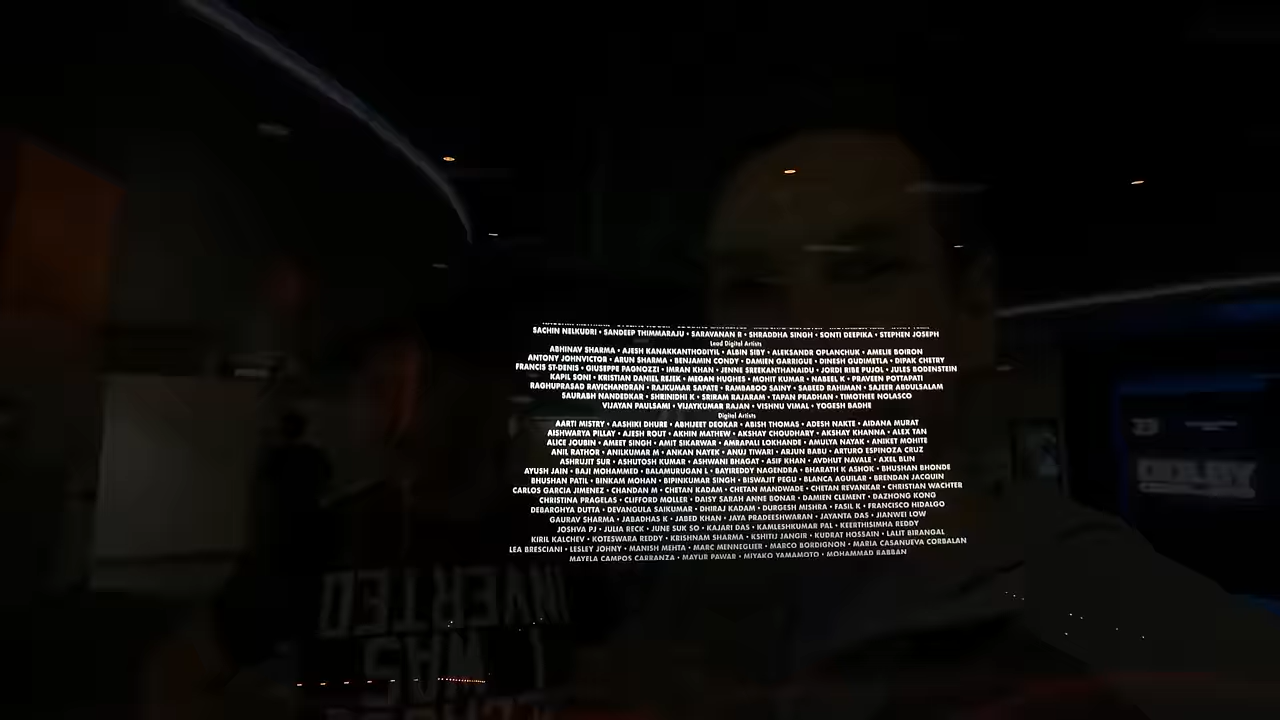 SACHIN NELKUDRI • SANDEEP THIMMARAJU • SARAVANAN R • SHRADDHA SINGH • SONTI DEEPIKA • STEPHEN JOSEPH
Lead Digital Artists
ABHINAV SHARMA • AJESH KANAKKANTHODIYIL • ALBIN SIBY • ALEKSANDR OPLANCHUK • AMELIE BOIRON
ANTONY JOHNVICTOR • ARUN SHARMA • BENJAMIN CONDY • DAMIEN GARRIGUE • DINESH GUDIMETLA • DIPAK CHETRY
FRANCIS ST-DENIS • GIUSEPPE PAGNOZZI • IMRAN KHAN • JENNE SREEKANTHANAIDU • JORDI RIBE PUJOL • JULES BODENSTEIN
KAPIL SONI • KRISTIAN DANIEL REJEK • MEGAN HUGHES • MOHIT KUMAR • NABEEL K • PRAVEEN POTTAPATI
RAGHUPRASAD RAVICHANDRAN • RAJKUMAR SAPATE • RAMBABOO SAINY • SABEED RAHIMAN • SAJEER ABDULSALAM
SAURABH NANDEDKAR • SHRINIDHI K • SRIRAM RAJARAM • TAPAN PRADHAN • TIMOTHEE NOLASCO
VIJAYAN PAULSAMI • VIJAYKUMAR RAJAN • VISHNU VIMAL • YOGESH BADHE
Digital Artists
AARTI MISTRY • AASHIKI DHURE • ABHIJEET DEOKAR • ABISH THOMAS • ADESH NAKTE • AIDANA MURAT
AISHWARYA PILLAY • AJESH ROUT • AKHIN MATHEW • AKSHAY CHOUDHARY • AKSHAY KHANNA • ALEX TAN
ALICE JOUBIN • AMEET SINGH • AMIT SIKARWAR • AMRAPALI LOKHANDE • AMULYA NAYAK • ANIKET MOHITE
ANIL RATHOR • ANILKUMAR M • ANKAN NAYEK • ANUJ TIWARI • ARJUN BABU • ARTURO ESPINOZA CRUZ
ASHRUJIT SUR • ASHUTOSH KUMAR • ASHWANI BHAGAT • ASIF KHAN • AVDHUT NAVALE • AXEL BLIN
AYUSH JAIN • BAJI MOHAMMED • BALAMURUGAN L • BAYIREDDY NAGENDRA • BHARATH K ASHOK • BHUSHAN BHONDE
BHUSHAN PATIL • BINKAM MOHAN • BIPINKUMAR SINGH • BISWAJIT PEGU • BLANCA AGUILAR • BRENDAN JACQUIN
CARLOS GARCIA JIMENEZ • CHANDAN M • CHETAN KADAM • CHETAN MANDWADE • CHETAN REVANKAR • CHRISTIAN WACHTER
CHRISTINA PRAGELAS • CLIFFORD MOLLER • DAISY SARAH ANNE BONAR • DAMIEN CLEMENT • DAZHONG KONG
DEBARGHYA DUTTA • DEVANGULA SAIKUMAR • DHIRAJ KADAM • DURGESH MISHRA • FASIL K • FRANCISCO HIDALGO
GAURAV SHARMA • JABADHAS K • JABED KHAN • JAYA PRADEESHWARAN • JAYANTA DAS • JIANWEI LOW
JOSHVA PJ • JULIA RECK • JUNE SUK SO • KAJARI DAS • KAMLESHKUMAR PAL • KEERTHISIMHA REDDY
KIRIL KALCHEV • KOTESWARA REDDY • KRISHNAM SHARMA • KSHITIJ JANGIR • KUDRAT HOSSAIN • LALIT BIRANGAL
LEA BRESCIANI • LESLEY JOHNY • MANISH MEHTA • MARC MENNEGLIER • MARCO BORDIGNON • MARIA CASANUEVA CORBALAN
MAYELA CAMPOS CARRANZA • MAYUR PAWAR • MIYAKO YAMAMOTO • MOHAMMAD RABBAN
DOLBY
INVERTED
I WAS